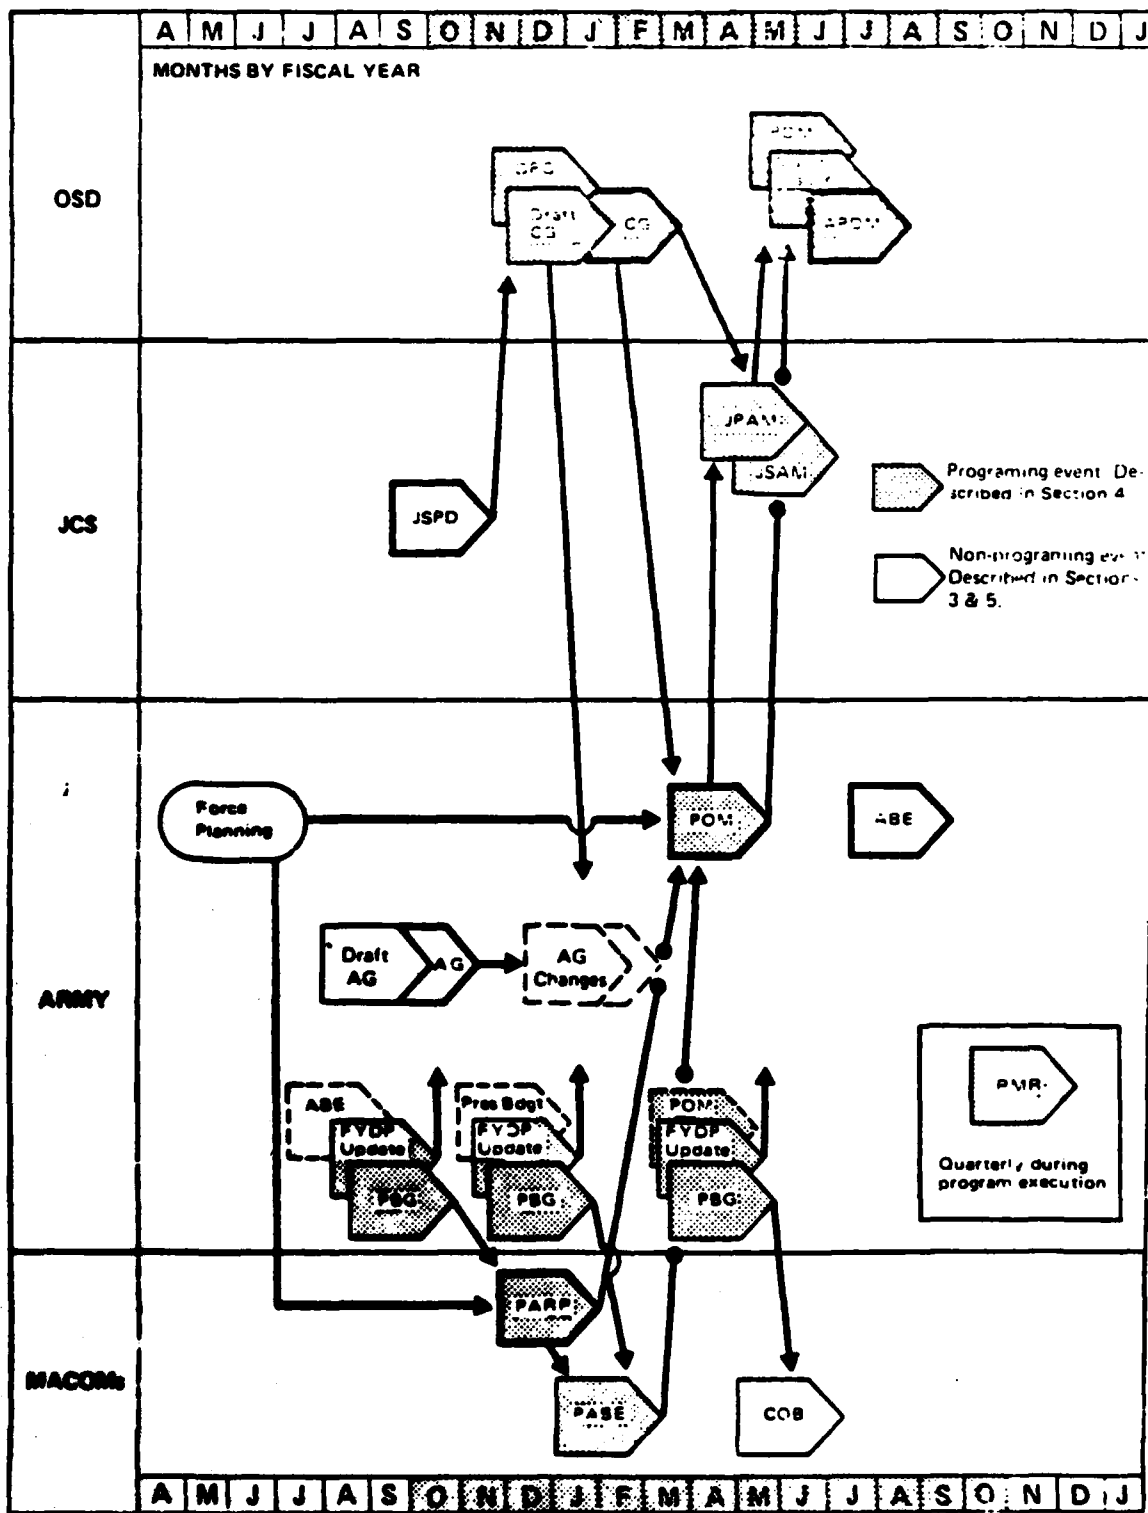 A M J J A S O N D J F M A M J J A S O N D J
MONTHS BY FISCAL YEAR
OSD
Draft
CG
CG
PDM
APDM
JCS
JSPD
JPAM
JSAM
Programing event. De-
scribed in Section 4
Non-programing
Described in Section
3 & 5.
ARMY
Force
Planning
POM
ABE
Draft
AG
AG
AG
Changes
ABE
FYDP
Update
PBG
Pres Bdgt
FYDP
Update
PBG
POM
FYDP
Update
PBG
PMR
Quarterly during
program execution
MACOMs
PARP
PASE
COB
A M J J A S O N D J F M A M J J A S O N D J